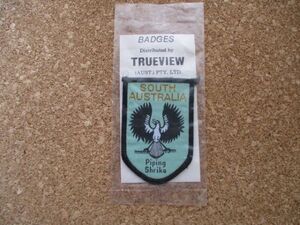 BADGES
Distributed by
TRUEVIEW
(AUST.) PTY. LTD.
SOUTH
AUSTRALIA
Piping
Shrike